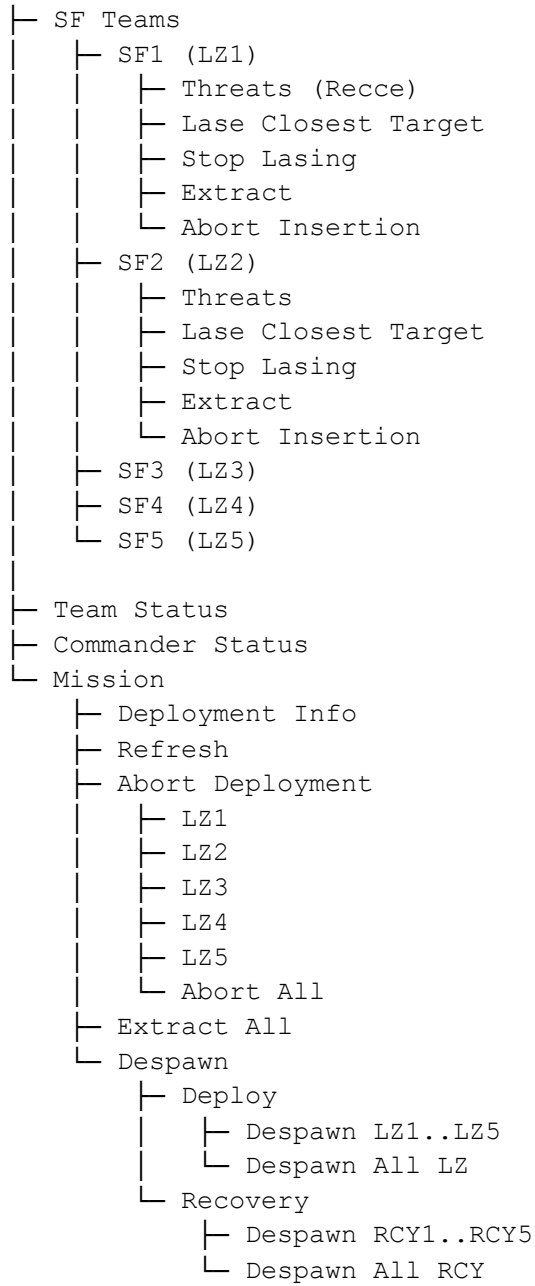 ├─ SF Teams
│   ├─ SF1 (LZ1)
│   │   ├─ Threats (Recce)
│   │   ├─ Lase Closest Target
│   │   ├─ Stop Lasing
│   │   ├─ Extract
│   │   └─ Abort Insertion
│   ├─ SF2 (LZ2)
│   │   ├─ Threats
│   │   ├─ Lase Closest Target
│   │   ├─ Stop Lasing
│   │   ├─ Extract
│   │   └─ Abort Insertion
│   ├─ SF3 (LZ3)
│   ├─ SF4 (LZ4)
│   └─ SF5 (LZ5)
│
├─ Team Status
├─ Commander Status
└─ Mission
    ├─ Deployment Info
    ├─ Refresh
    ├─ Abort Deployment
    │   ├─ LZ1
    │   ├─ LZ2
    │   ├─ LZ3
    │   ├─ LZ4
    │   ├─ LZ5
    │   └─ Abort All
    ├─ Extract All
    └─ Despawn
        ├─ Deploy
        │   ├─ Despawn LZ1..LZ5
        │   └─ Despawn All LZ
        └─ Recovery
            ├─ Despawn RCY1..RCY5
            └─ Despawn All RCY